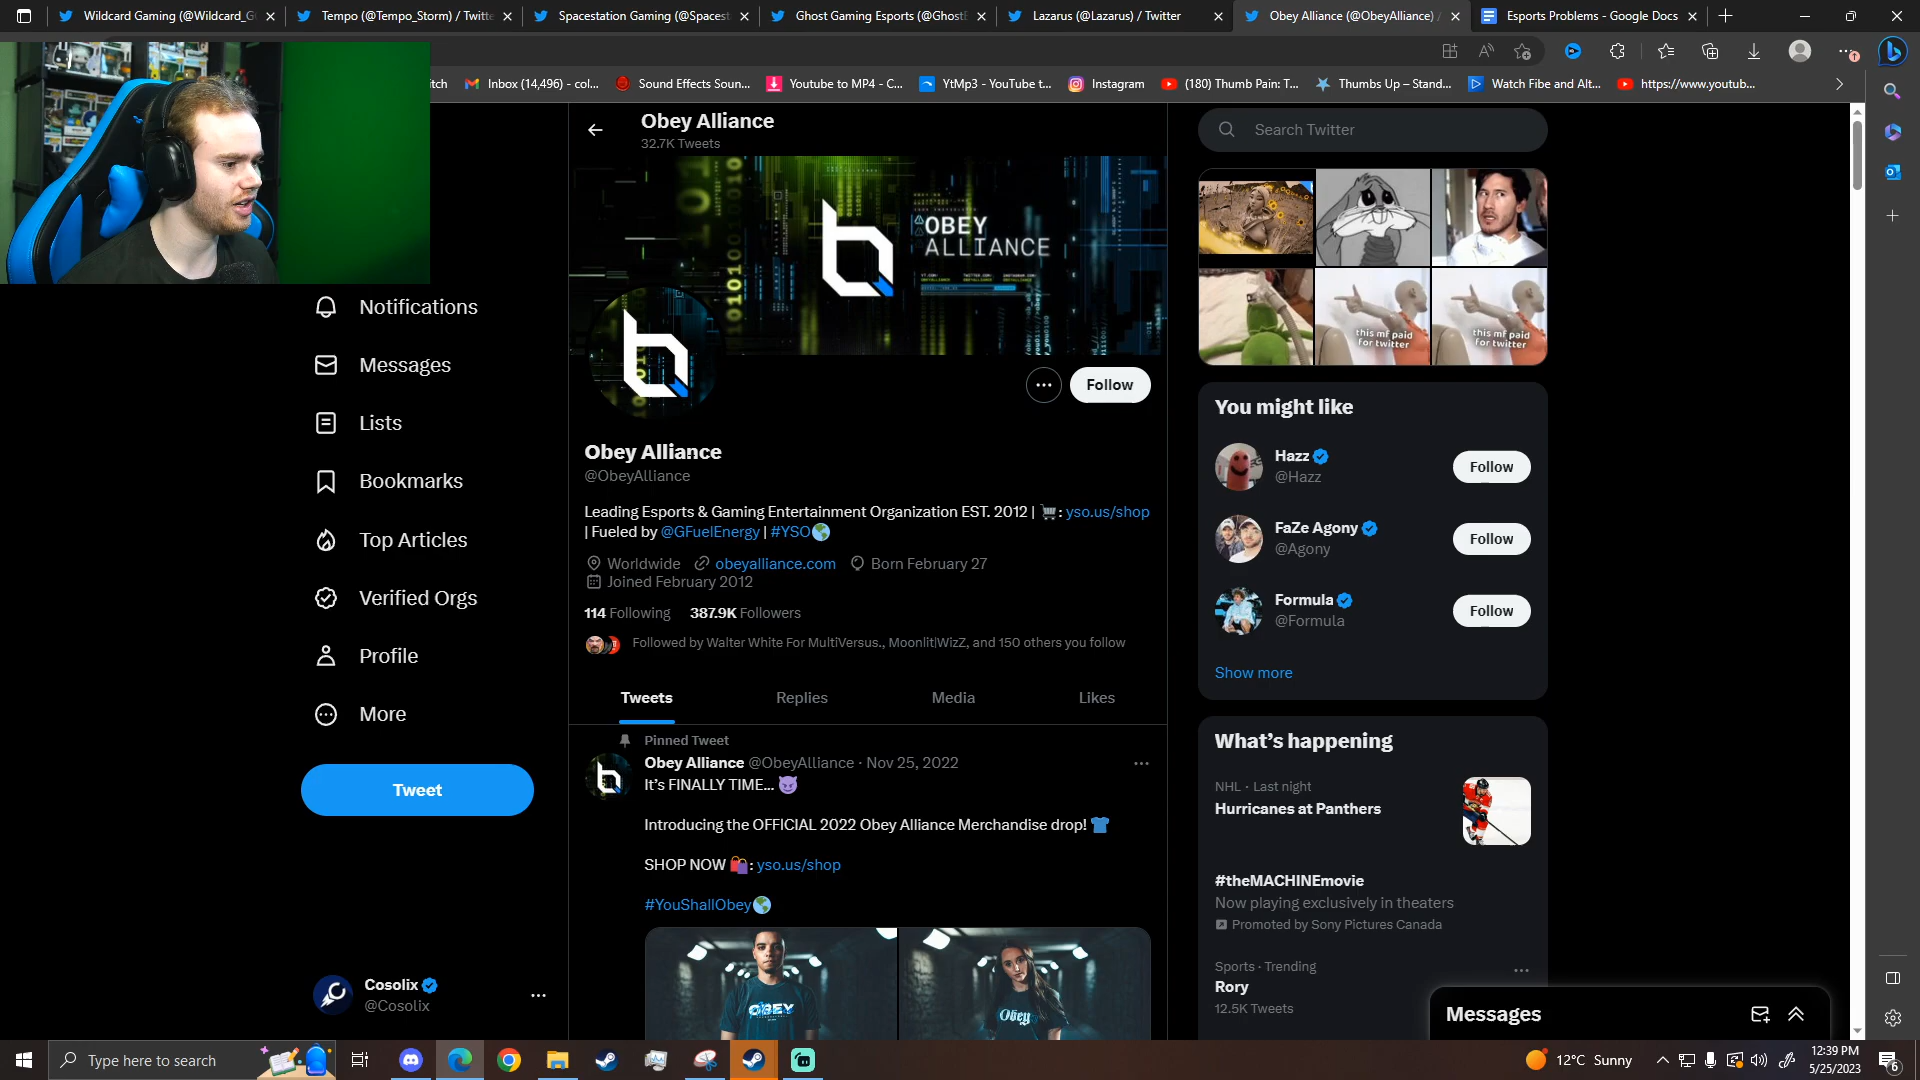 Wildcard Gaming (@Wildcard_G
Tempo (@Tempo_Storm) / Twitte
Spacestation Gaming (@Spacest
Ghost Gaming Esports (@GhostE
Lazarus (@Lazarus) / Twitter
Obey Alliance (@ObeyAlliance) /
Esports Problems - Google Docs
itch
Inbox (14,496) - col...
Sound Effects Soun...
Youtube to MP4 - C...
YtMp3 - YouTube t...
Instagram
(180) Thumb Pain: T...
Thumbs Up – Stand...
Watch Fibe and Alt...
https://www.youtub...
Obey Alliance
32.7K Tweets
OBEY
ALLIANCE
Follow
Obey Alliance
@ObeyAlliance
Leading Esports & Gaming Entertainment Organization EST. 2012 | 🛒: yso.us/shop
| Fueled by @GFuelEnergy | #YSO🌎
Worldwide obeyalliance.com Born February 27
Joined February 2012
114 Following 387.9K Followers
Followed by Walter White For MultiVersus., Moonlit|WizZ, and 150 others you follow
Tweets Replies Media Likes
Pinned Tweet
Obey Alliance @ObeyAlliance · Nov 25, 2022
It's FINALLY TIME... 😈
Introducing the OFFICIAL 2022 Obey Alliance Merchandise drop! 👕
SHOP NOW 🛍️: yso.us/shop
#YouShallObey🌎
OBEY
Obey
Notifications
Messages
Lists
Bookmarks
Top Articles
Verified Orgs
Profile
More
Tweet
Cosolix
@Cosolix
Search Twitter
this mf paid
for twitter
this mf paid
for twitter
You might like
Hazz
@Hazz
Follow
FaZe Agony
@Agony
Follow
Formula
@Formula
Follow
Show more
What's happening
NHL · Last night
Hurricanes at Panthers
#theMACHINEmovie
Now playing exclusively in theaters
Promoted by Sony Pictures Canada
Sports · Trending
Rory
12.5K Tweets
Messages
Type here to search
12°C Sunny
12:39 PM
5/25/2023
6